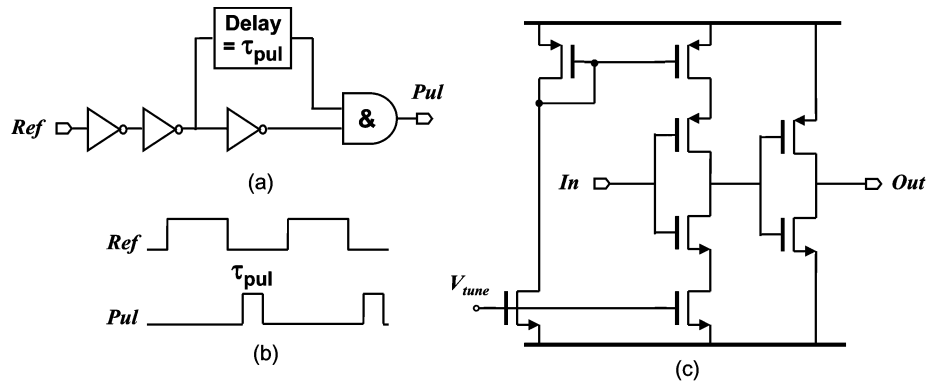 Delay
= τpul
Ref
&
Pul
(a)
Ref
τpul
Pul
(b)
In
Out
Vtune
(c)